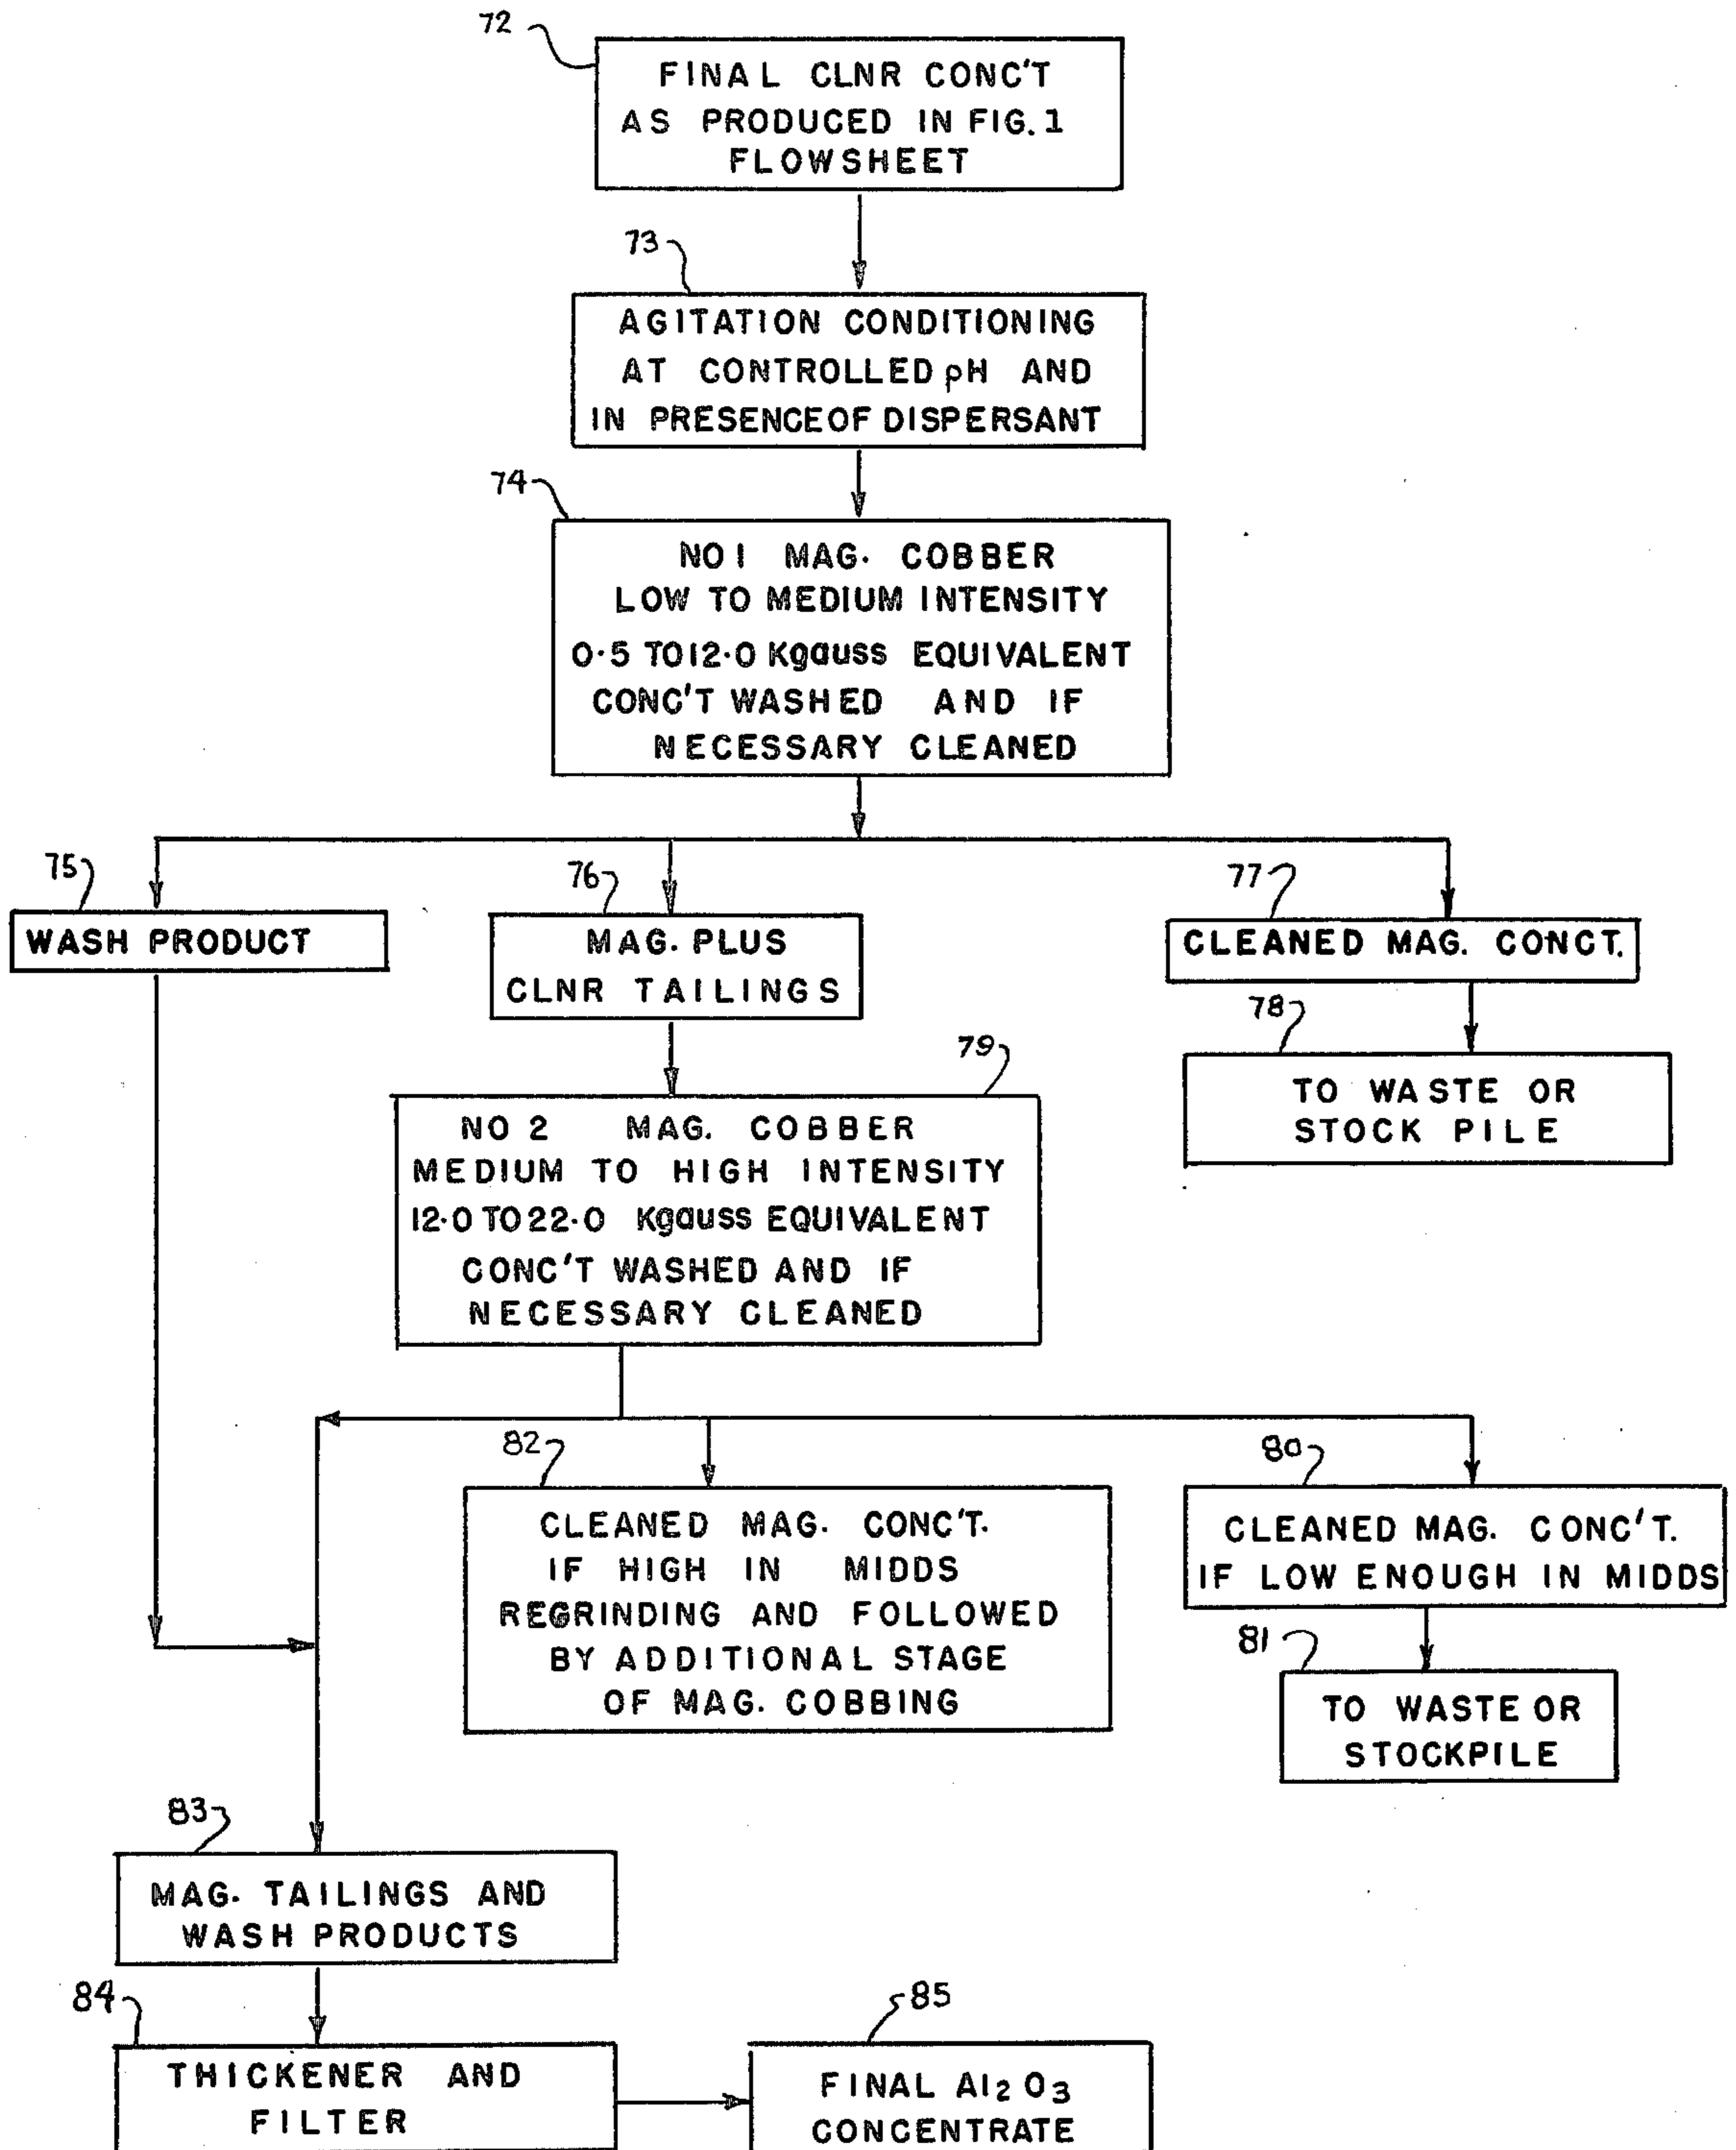 72
FINAL CLNR CONC'T
AS PRODUCED IN FIG. 1
FLOWSHEET
73
AGITATION CONDITIONING
AT CONTROLLED pH AND
IN PRESENCE OF DISPERSANT
74
NO 1 MAG. COBBER
LOW TO MEDIUM INTENSITY
0.5 TO 12.0 Kgauss EQUIVALENT
CONC'T WASHED AND IF
NECESSARY CLEANED
75
WASH PRODUCT
76
MAG. PLUS
CLNR TAILINGS
77
CLEANED MAG. CONCT.
78
TO WASTE OR
STOCK PILE
79
NO 2 MAG. COBBER
MEDIUM TO HIGH INTENSITY
12.0 TO 22.0 Kgauss EQUIVALENT
CONC'T WASHED AND IF
NECESSARY CLEANED
82
CLEANED MAG. CONC'T.
IF HIGH IN MIDDS
REGRINDING AND FOLLOWED
BY ADDITIONAL STAGE
OF MAG. COBBING
80
CLEANED MAG. CONC'T.
IF LOW ENOUGH IN MIDDS
81
TO WASTE OR
STOCKPILE
83
MAG. TAILINGS AND
WASH PRODUCTS
84
THICKENER AND
FILTER
85
FINAL Al2O3
CONCENTRATE